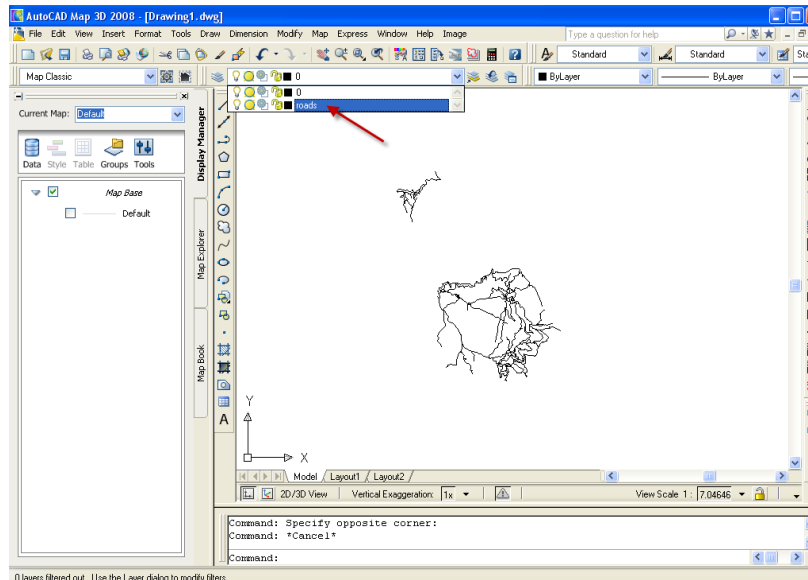 AutoCAD Map 3D 2008 - [Drawing1.dwg]
File Edit View Insert Format Tools Draw Dimension Modify Map Express Window Help Image Type a question for help
Standard Standard Sta
Map Classic 0 ByLayer ByLayer
0
roads
Current Map: Default
Data Style Table Groups Tools
Map Base
Default
Display Manager
Map Explorer
Map Book
A
Y
X
Model Layout1 Layout2
2D/3D View Vertical Exaggeration: 1x View Scale 1 : 7.04646
Command: Specify opposite corner:
Command: *Cancel*
Command:
0 layers filtered out. Use the Layer dialog to modify filters